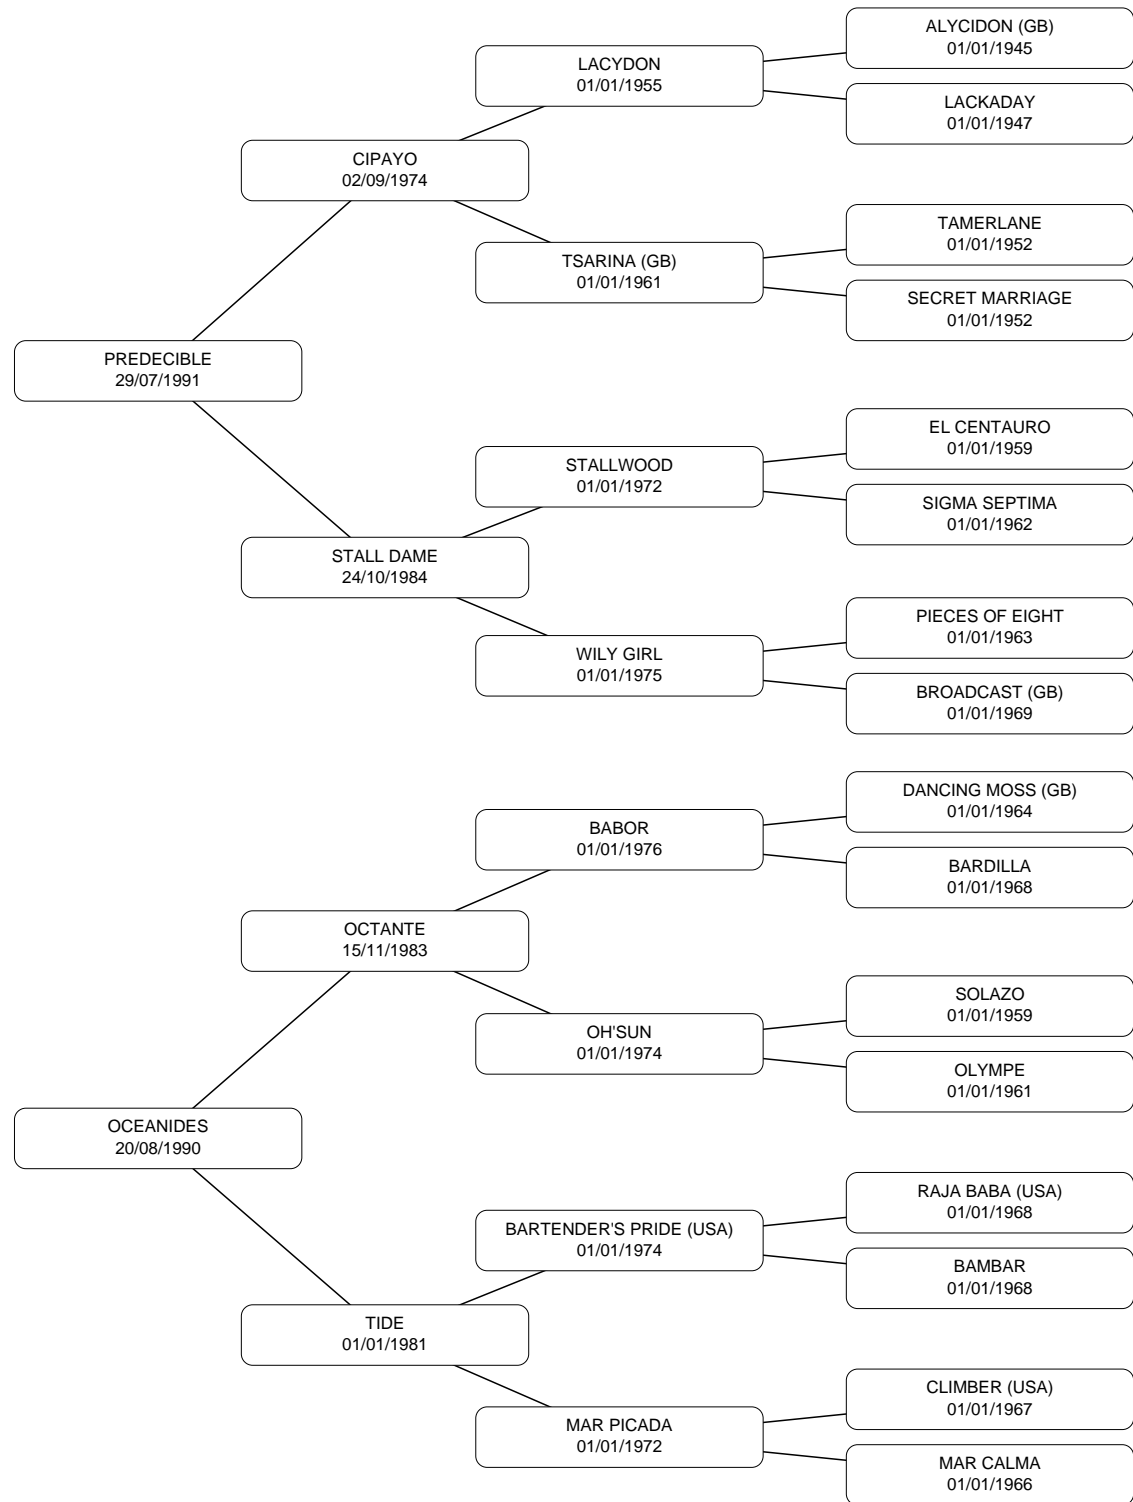 ALYCIDON (GB)
01/01/1945
LACYDON
01/01/1955
LACKADAY
01/01/1947
CIPAYO
02/09/1974
TAMERLANE
01/01/1952
TSARINA (GB)
01/01/1961
SECRET MARRIAGE
01/01/1952
PREDECIBLE
29/07/1991
EL CENTAURO
01/01/1959
STALLWOOD
01/01/1972
SIGMA SEPTIMA
01/01/1962
STALL DAME
24/10/1984
PIECES OF EIGHT
01/01/1963
WILY GIRL
01/01/1975
BROADCAST (GB)
01/01/1969
DANCING MOSS (GB)
01/01/1964
BABOR
01/01/1976
BARDILLA
01/01/1968
OCTANTE
15/11/1983
SOLAZO
01/01/1959
OH'SUN
01/01/1974
OLYMPE
01/01/1961
OCEANIDES
20/08/1990
RAJA BABA (USA)
01/01/1968
BARTENDER'S PRIDE (USA)
01/01/1974
BAMBAR
01/01/1968
TIDE
01/01/1981
CLIMBER (USA)
01/01/1967
MAR PICADA
01/01/1972
MAR CALMA
01/01/1966